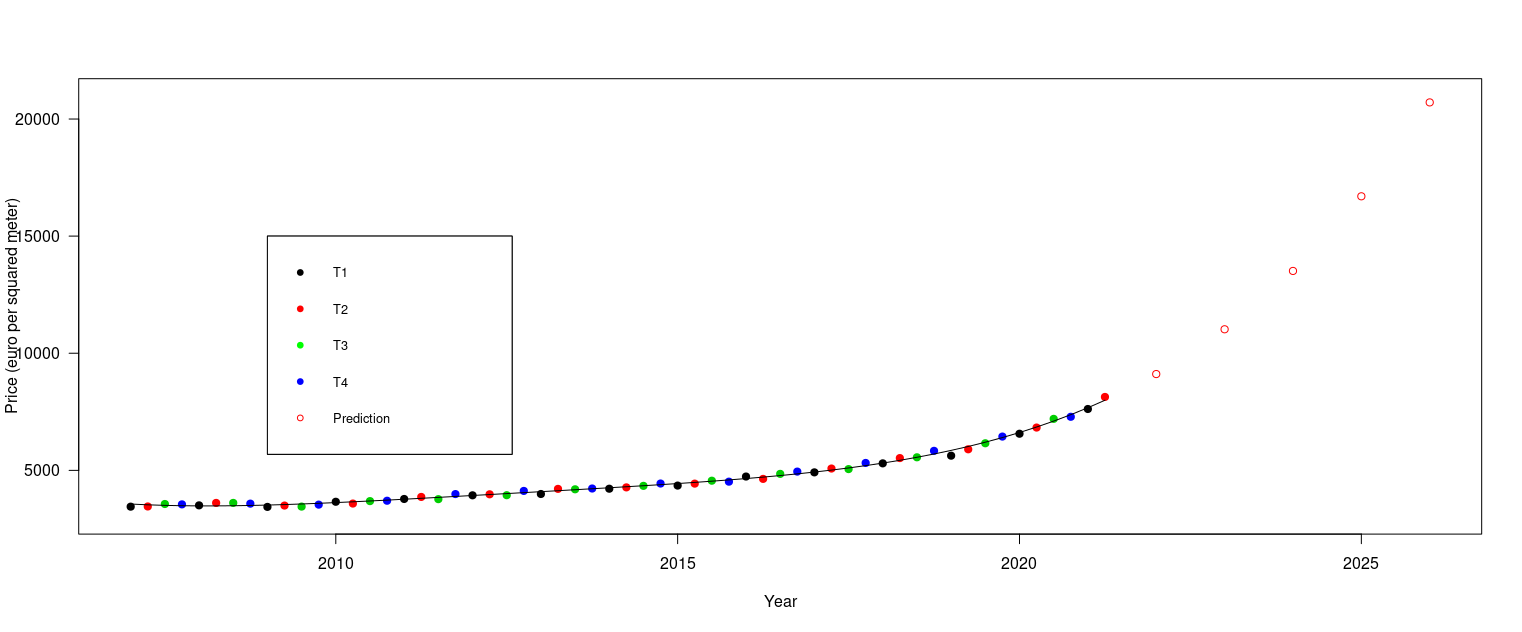 Price (euro per squared meter)
20000
15000
10000
5000
T1
T2
T3
T4
Prediction
2010
2015
2020
2025
Year